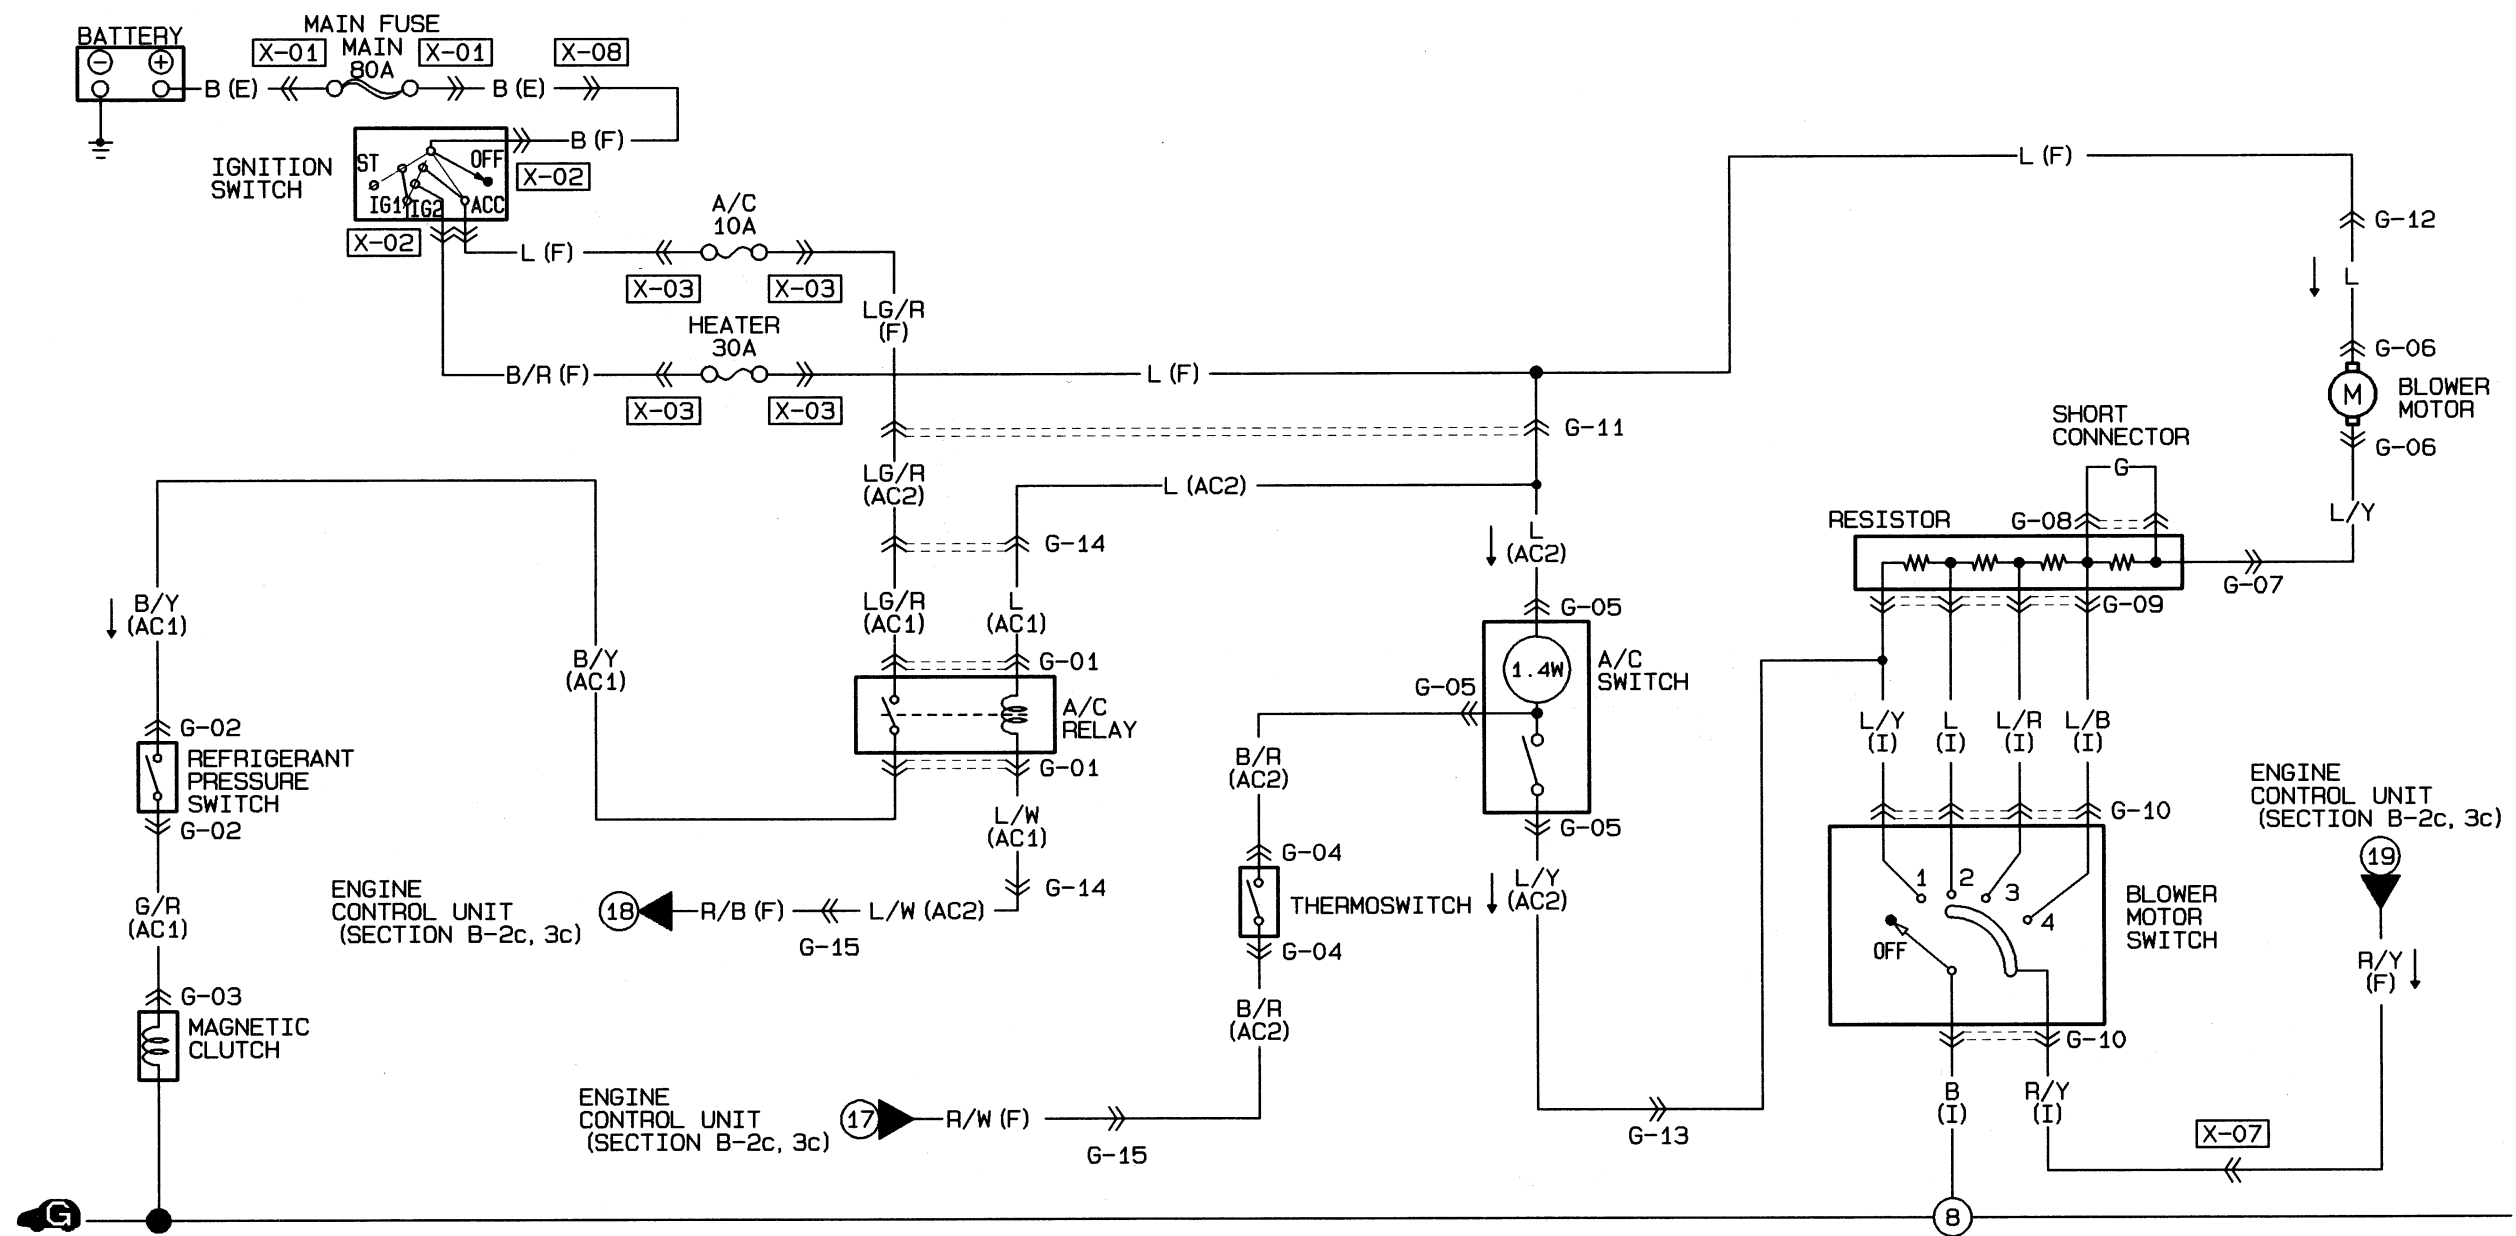 BATTERY
−
+
B (E)
X-01
MAIN FUSE
MAIN
80A
X-01
B (E)
X-08
B (F)
X-02
IGNITION
SWITCH
ST
OFF
IG1
IG2
ACC
X-02
L (F)
A/C
10A
X-03
X-03
LG/R
(F)
HEATER
30A
B/R (F)
X-03
X-03
L (F)
L (F)
G-12
L
G-06
M
BLOWER
MOTOR
G-06
L/Y
G-11
LG/R
(AC2)
L (AC2)
G-14
LG/R
(AC1)
L
(AC1)
G-01
A/C
RELAY
G-01
L/W
(AC1)
G-14
L/W (AC2)
G-15
R/B (F)
18
ENGINE
CONTROL UNIT
(SECTION B-2c, 3c)
B/Y
(AC1)
B/Y
(AC1)
G-02
REFRIGERANT
PRESSURE
SWITCH
G-02
G/R
(AC1)
G-03
MAGNETIC
CLUTCH
L
(AC2)
G-05
1.4W
A/C
SWITCH
G-05
G-05
B/R
(AC2)
G-04
THERMOSWITCH
G-04
B/R
(AC2)
ENGINE
CONTROL UNIT
(SECTION B-2c, 3c)
17
R/W (F)
G-15
L/Y
(AC2)
G-13
SHORT
CONNECTOR
G
RESISTOR
G-08
G-07
G-09
L/Y
(I)
L
(I)
L/R
(I)
L/B
(I)
G-10
1
2
3
4
OFF
BLOWER
MOTOR
SWITCH
G-10
B
(I)
R/Y
(I)
ENGINE
CONTROL UNIT
(SECTION B-2c, 3c)
19
R/Y
(F)
X-07
G
8